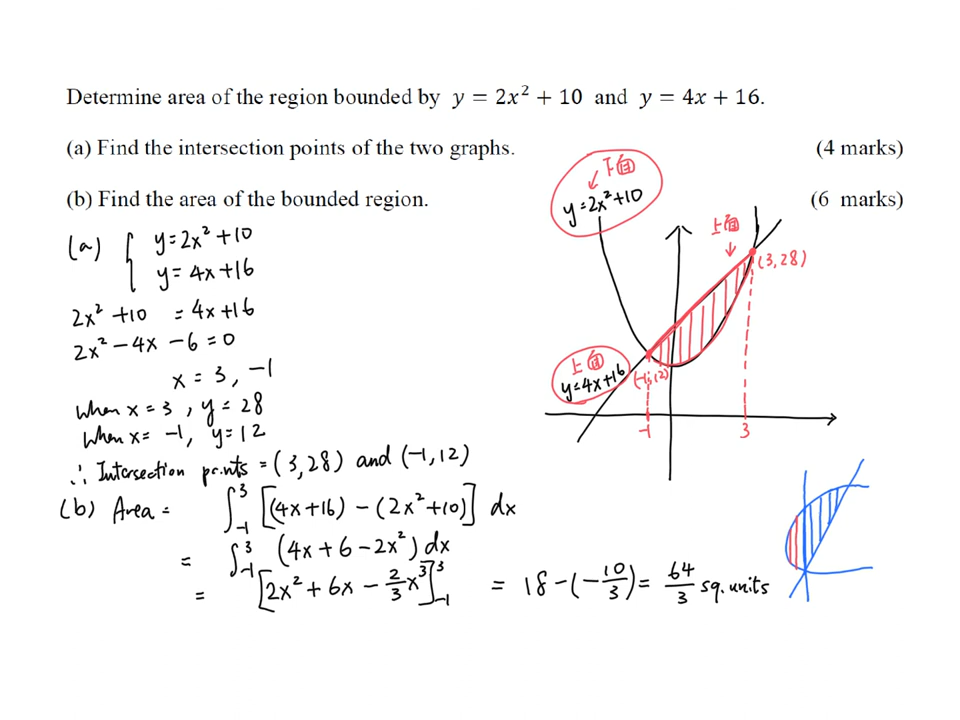 Determine area of the region bounded by y = 2x² + 10 and y = 4x + 16.
(a) Find the intersection points of the two graphs. (4 marks)
(b) Find the area of the bounded region. (6 marks)
下面
y=2x²+10
上面
(3,28)
上面
y=4x+16
(-1,12)
-1
3
(a) { y=2x²+10
y=4x+16
2x²+10 = 4x+16
2x²-4x-6=0
x=3, -1
When x=3, y=28
When x=-1, y=12
∴ Intersection points = (3,28) and (-1,12)
(b) Area = ∫₋₁³ [(4x+16)-(2x²+10)] dx
= ∫₋₁³ (4x+6-2x²) dx
= [2x²+6x-2/3x³]₋₁³ = 18-(-10/3) = 64/3 sq. units